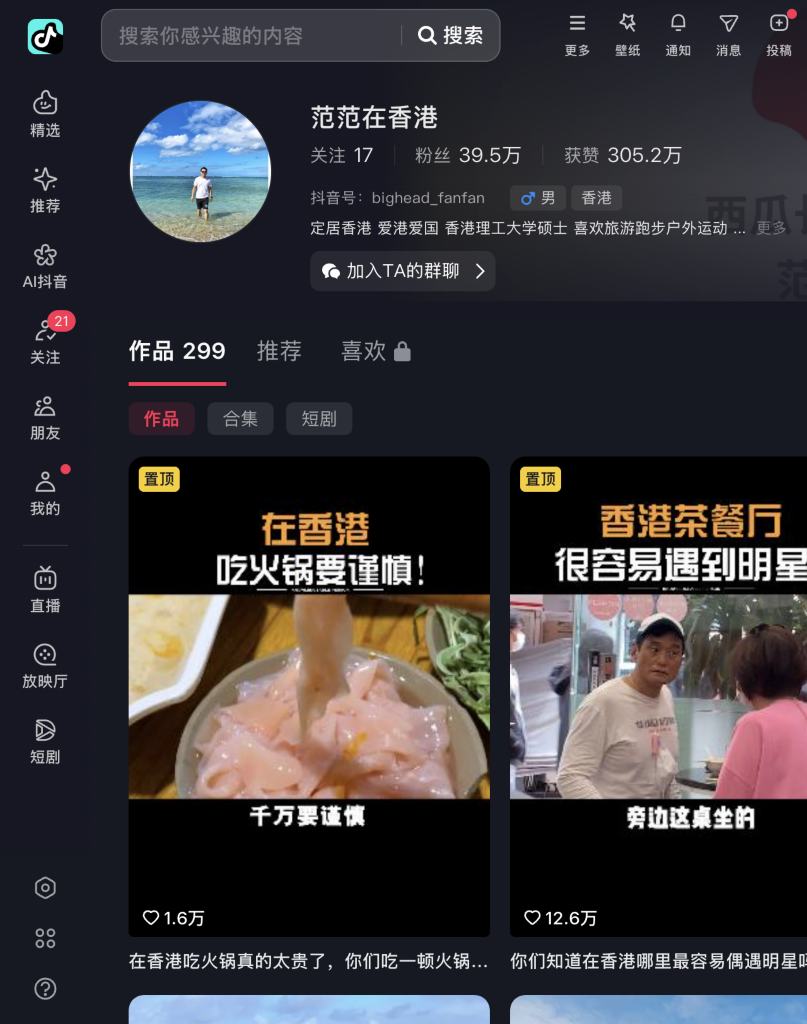 搜索你感兴趣的内容
搜索
更多
壁纸
通知
消息
投稿
精选
推荐
AI抖音
21
关注
朋友
我的
直播
放映厅
短剧
范范在香港
关注 17
粉丝 39.5万
获赞 305.2万
抖音号：bighead_fanfan
男
香港
定居香港 爱港爱国 香港理工大学硕士 喜欢旅游跑步户外运动 ... 更多
西瓜
范
加入TA的群聊
作品 299
推荐
喜欢
作品
合集
短剧
置顶
在香港
吃火锅要谨慎！
千万要谨慎
1.6万
在香港吃火锅真的太贵了，你们吃一顿火锅...
置顶
香港茶餐厅
很容易遇到明星
旁边这桌坐的
12.6万
你们知道在香港哪里最容易偶遇明星吗